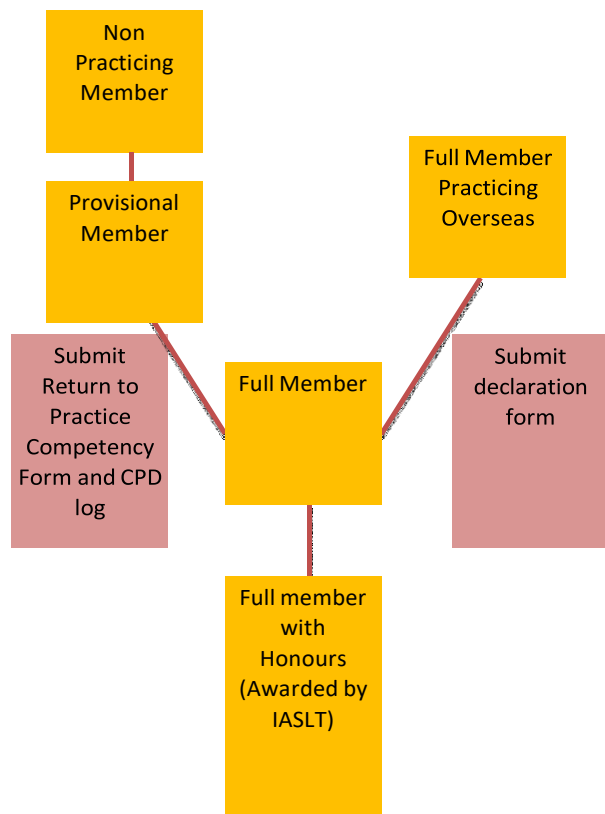 Non
Practicing
Member
Full Member
Practicing
Overseas
Provisional
Member
Submit
Return to
Practice
Competency
Form and CPD
log
Full Member
Submit
declaration
form
Full member
with
Honours
(Awarded by
IASLT)